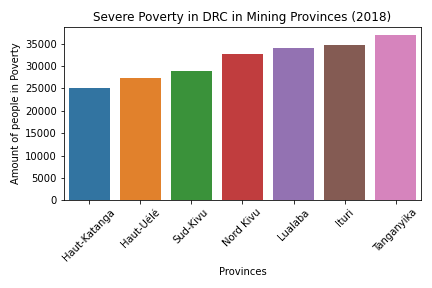 Severe Poverty in DRC in Mining Provinces (2018)
Amount of people in Poverty
35000
30000
25000
20000
15000
10000
5000
0
Haut-Katanga
Haut-Uélé
Sud-Kivu
Nord Kivu
Lualaba
Ituri
Tanganyika
Provinces